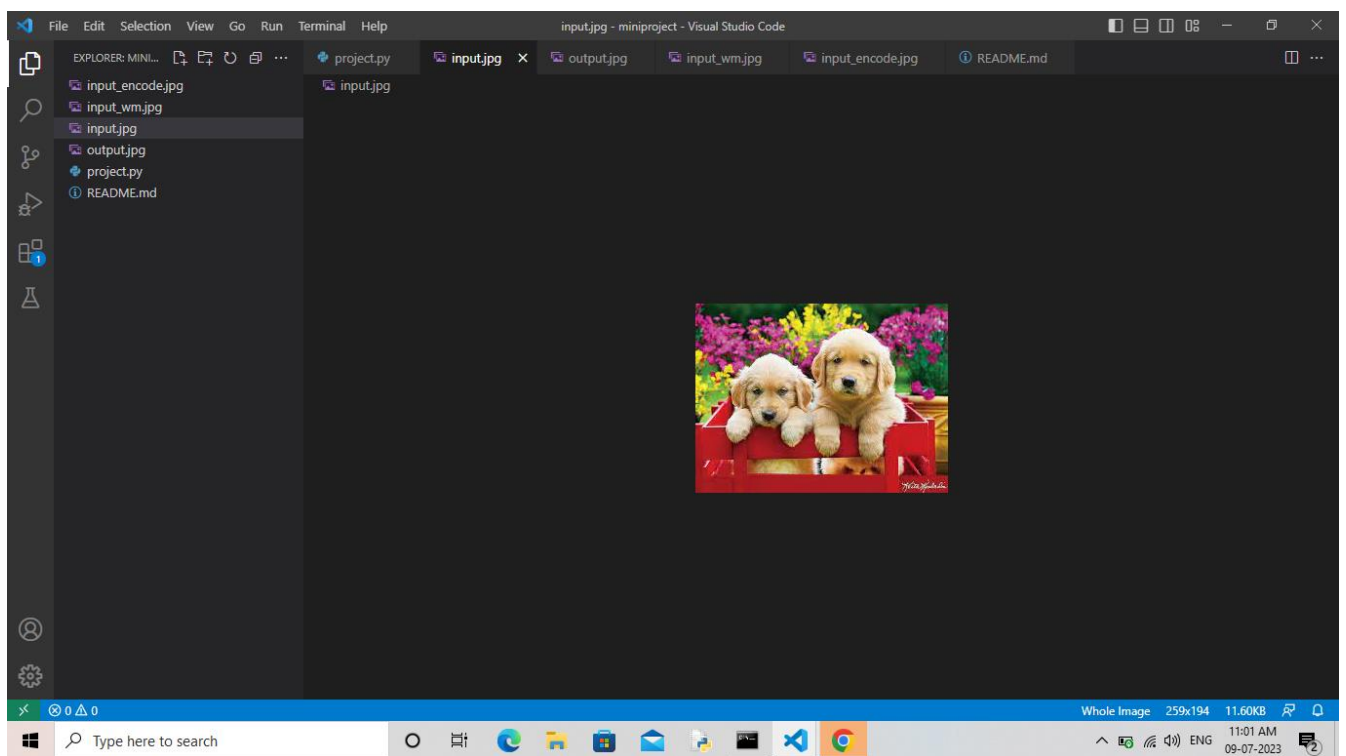 File Edit Selection View Go Run Terminal Help input.jpg - miniproject - Visual Studio Code
EXPLORER: MINI... project.py input.jpg output.jpg input_wm.jpg input_encode.jpg README.md
input_encode.jpg
input.jpg
input_wm.jpg
input.jpg
output.jpg
project.py
README.md
1
0 0
Whole Image 259x194 11.60KB
Type here to search
ENG
11:01 AM
09-07-2023
2